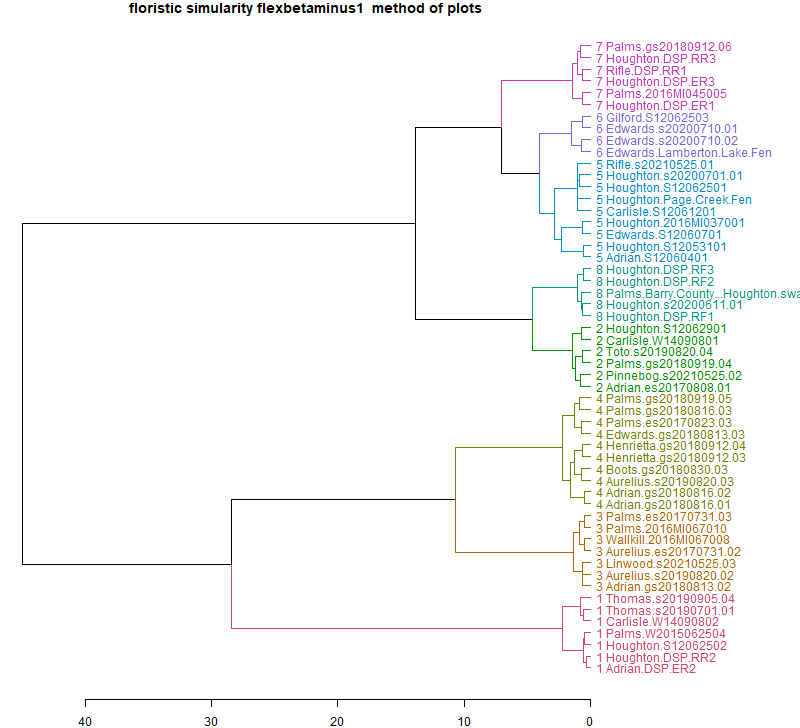 floristic simularity flexbetaminus1 method of plots
7 Palms.gs20180912.06
7 Houghton.DSP.RR3
7 Rifle.DSP.RR1
7 Houghton.DSP.ER3
7 Palms.2016MI045005
7 Houghton.DSP.ER1
6 Gilford.S12062503
6 Edwards.s20200710.01
6 Edwards.s20200710.02
6 Edwards.Lamberton.Lake.Fen
5 Rifle.s20210525.01
5 Houghton.s20200701.01
5 Houghton.S12062501
5 Houghton.Page.Creek.Fen
5 Carlisle.S12061201
5 Houghton.2016MI037001
5 Edwards.S12060701
5 Houghton.S12053101
5 Adrian.S12060401
8 Houghton.DSP.RF3
8 Houghton.DSP.RF2
8 Palms.Barry.County...Houghton.swa
8 Houghton.s20200611.01
8 Houghton.DSP.RF1
2 Houghton.S12062901
2 Carlisle.W14090801
2 Toto.s20190820.04
2 Palms.gs20180919.04
2 Pinnebog.s20210525.02
2 Adrian.es20170808.01
4 Palms.gs20180919.05
4 Palms.gs20180816.03
4 Palms.es20170823.03
4 Edwards.gs20180813.03
4 Henrietta.gs20180912.04
4 Henrietta.gs20180912.03
4 Boots.gs20180830.03
4 Aurelius.s20190820.03
4 Adrian.gs20180816.02
4 Adrian.gs20180816.01
3 Palms.es20170731.03
3 Palms.2016MI067010
3 Wallkill.2016MI067008
3 Aurelius.es20170731.02
3 Linwood.s20210525.03
3 Aurelius.s20190820.02
3 Adrian.gs20180813.02
1 Thomas.s20190905.04
1 Thomas.s20190701.01
1 Carlisle.W14090802
1 Palms.W2015062504
1 Houghton.S12062502
1 Houghton.DSP.RR2
1 Adrian.DSP.ER2
40 30 20 10 0